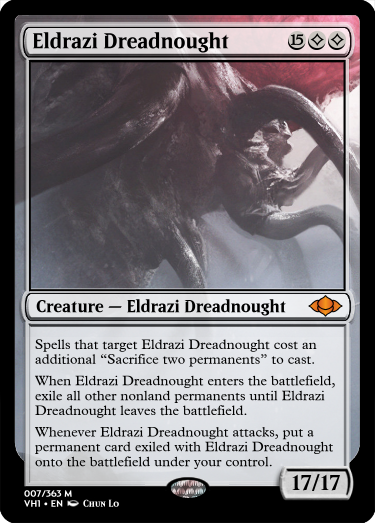 Eldrazi Dreadnought 15
Creature — Eldrazi Dreadnought
Spells that target Eldrazi Dreadnought cost an
additional “Sacrifice two permanents” to cast.
When Eldrazi Dreadnought enters the battlefield,
exile all other nonland permanents until Eldrazi
Dreadnought leaves the battlefield.
Whenever Eldrazi Dreadnought attacks, put a
permanent card exiled with Eldrazi Dreadnought
onto the battlefield under your control.
17/17
007/363 M
VHI • EN Chun Lo